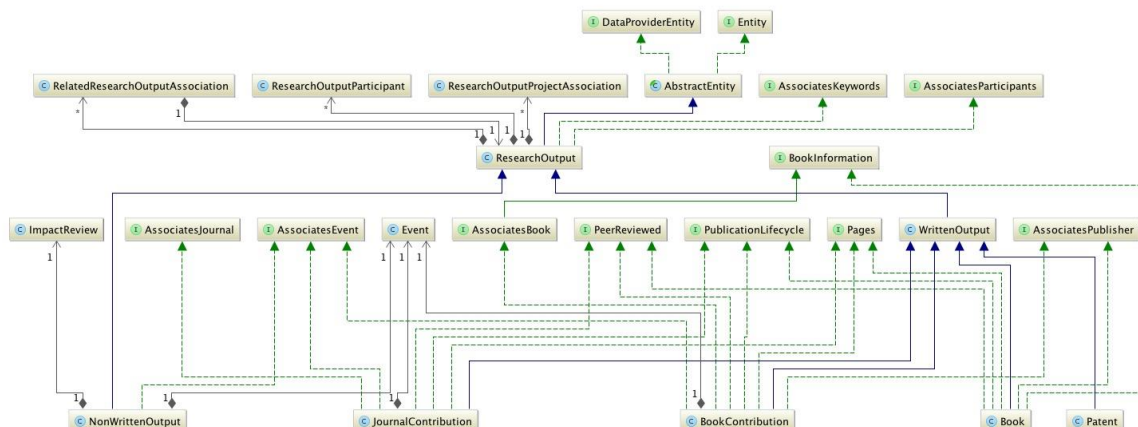 I DataProviderEntity I Entity
C RelatedResearchOutputAssociation C ResearchOutputParticipant C ResearchOutputProjectAssociation C AbstractEntity I AssociatesKeywords I AssociatesParticipants
* 1 1 * 1 * 1 1
C ResearchOutput I BookInformation
C ImpactReview I AssociatesJournal I AssociatesEvent C Event I AssociatesBook I PeerReviewed I PublicationLifecycle I Pages C WrittenOutput I AssociatesPublisher
1 1 1 1
1 1 1 1
C NonWrittenOutput C JournalContribution C BookContribution C Book C Patent